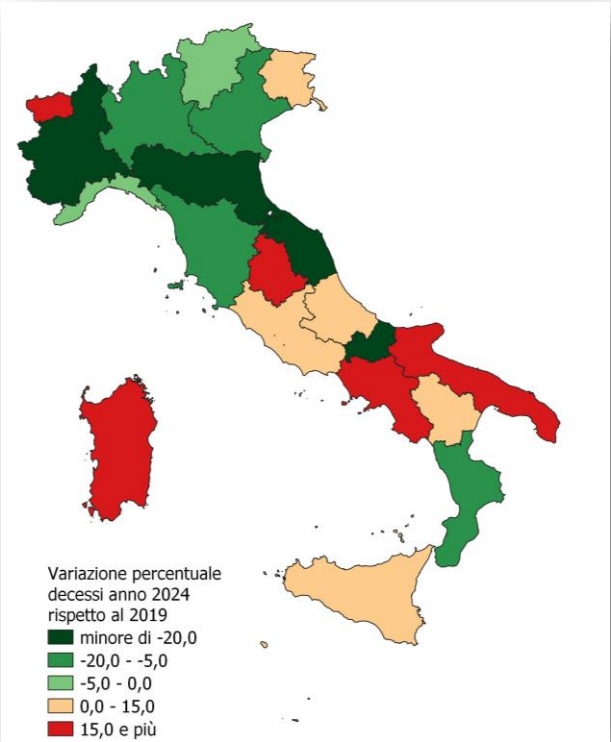 Variazione percentuale
decessi anno 2024
rispetto al 2019
minore di -20,0
-20,0 - -5,0
-5,0 - 0,0
0,0 - 15,0
15,0 e più